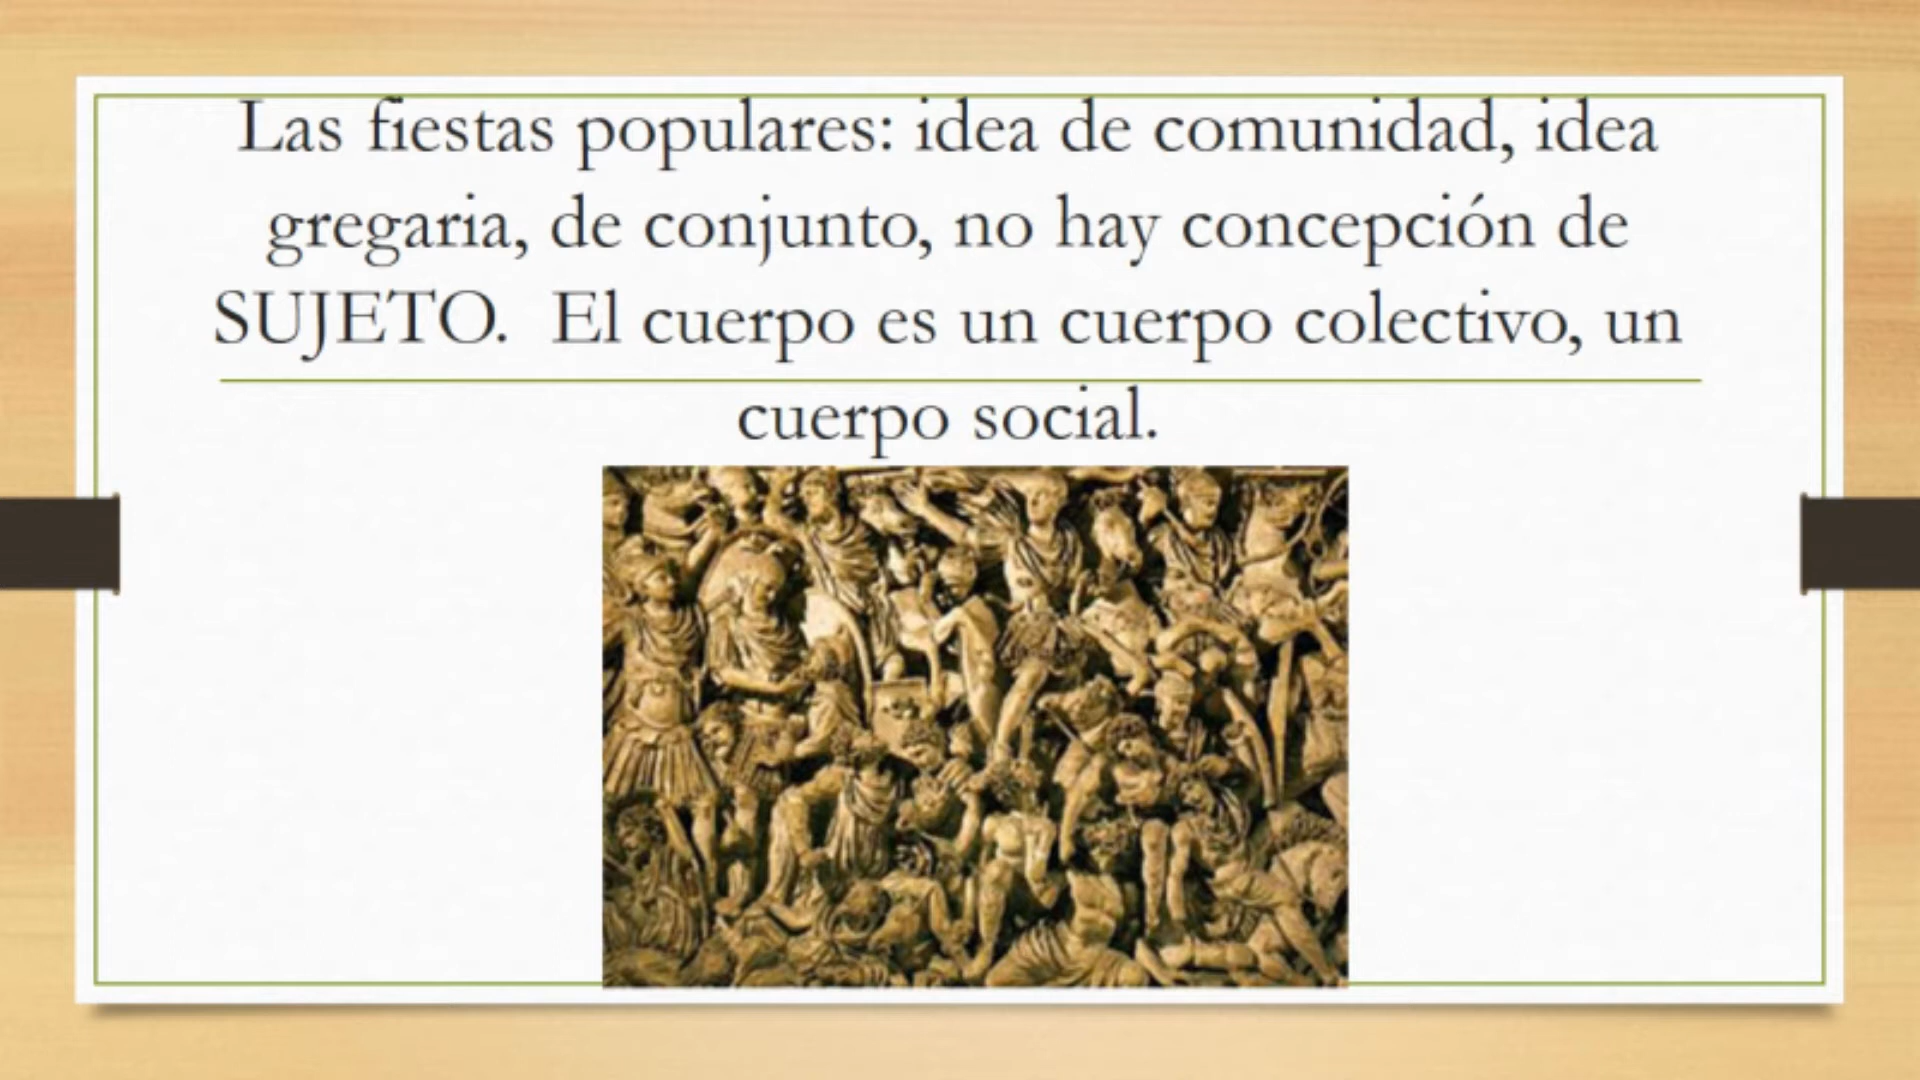 Las fiestas populares: idea de comunidad, idea
gregaria, de conjunto, no hay concepción de
SUJETO.  El cuerpo es un cuerpo colectivo, un
cuerpo social.